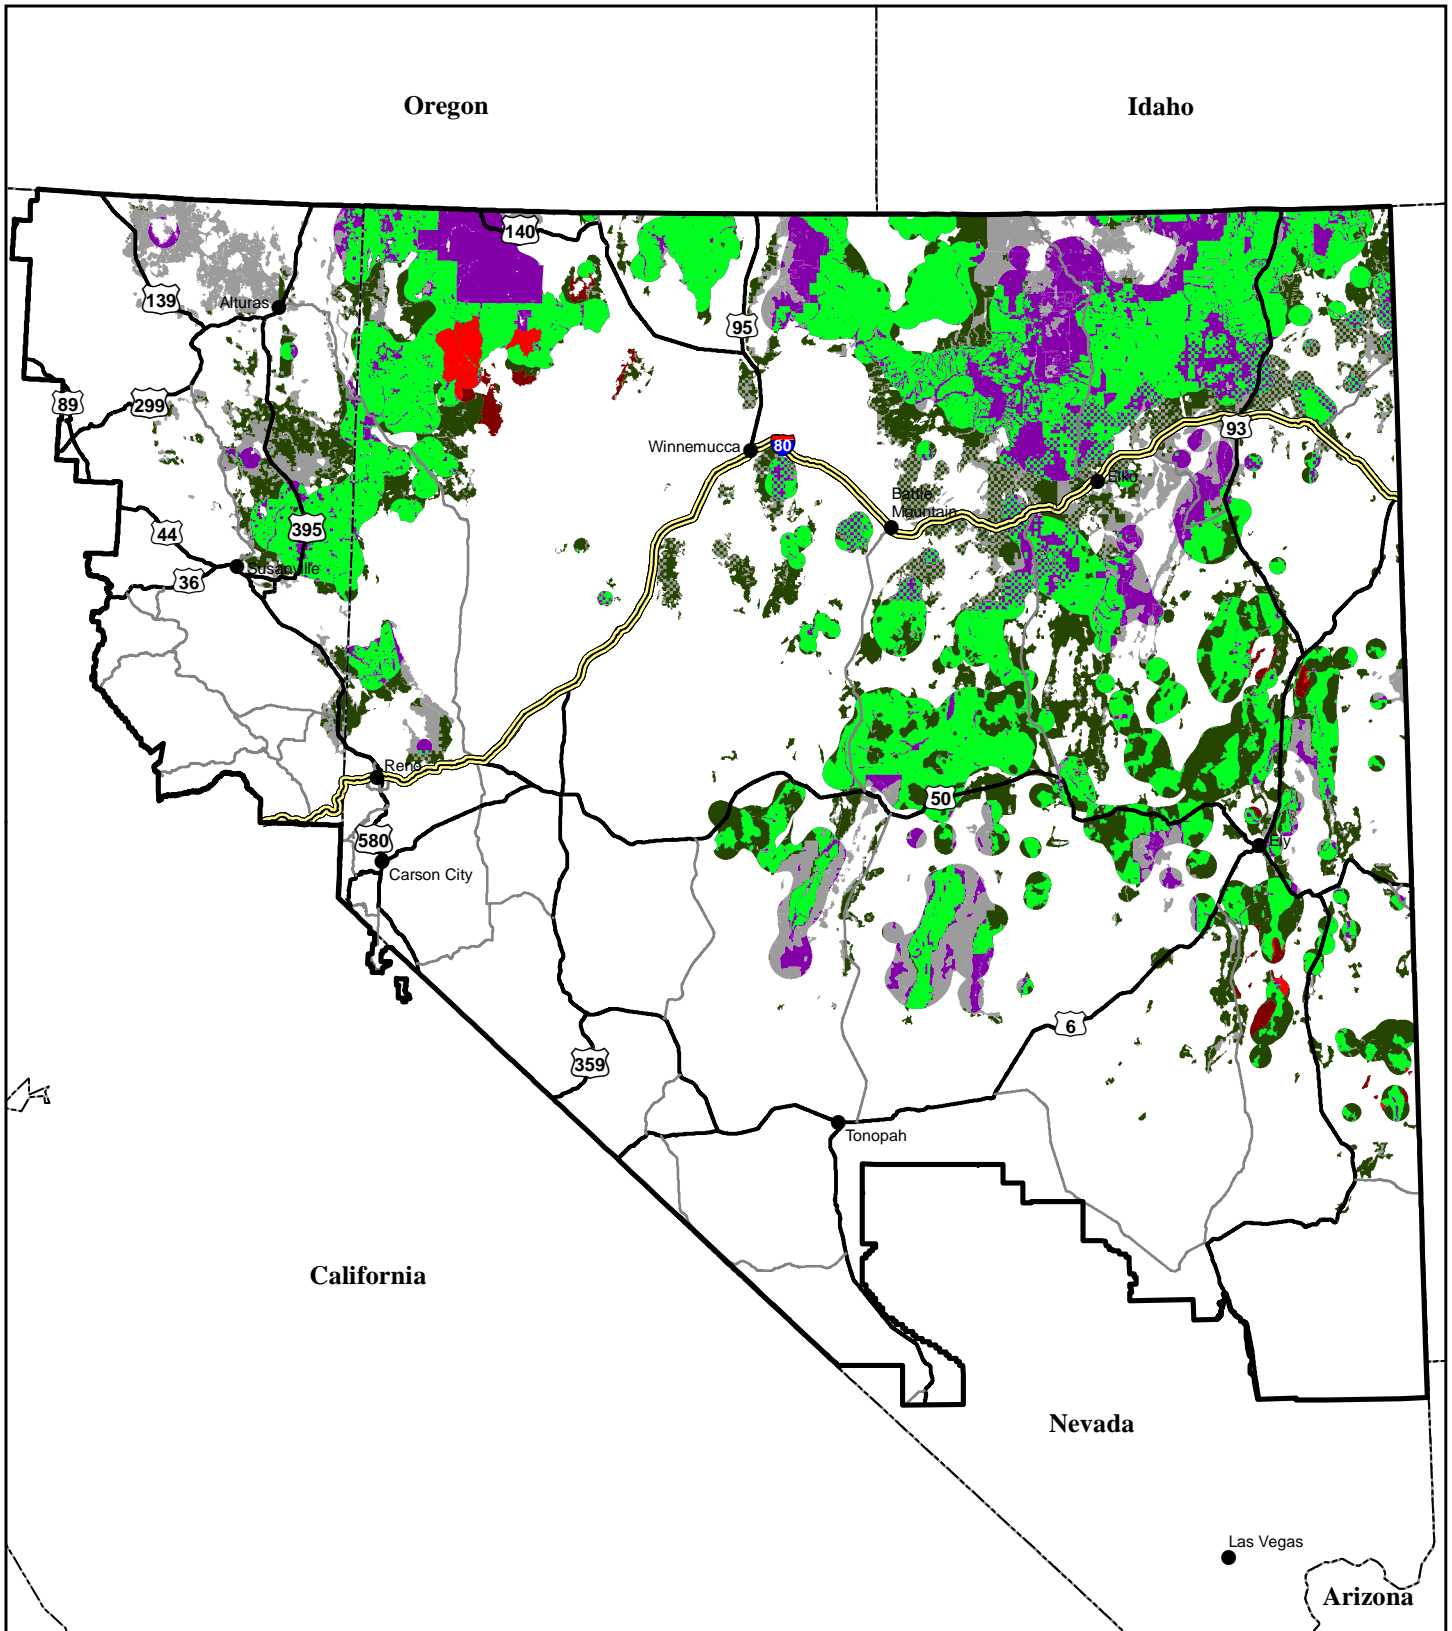 Oregon
Idaho
140
139
Alturas
95
89
299
93
Winnemucca
80
Elko
Battle
Mountain
395
44
Susanville
36
Reno
50
580
Ely
Carson City
6
359
Tonopah
California
Nevada
Las Vegas
Arizona